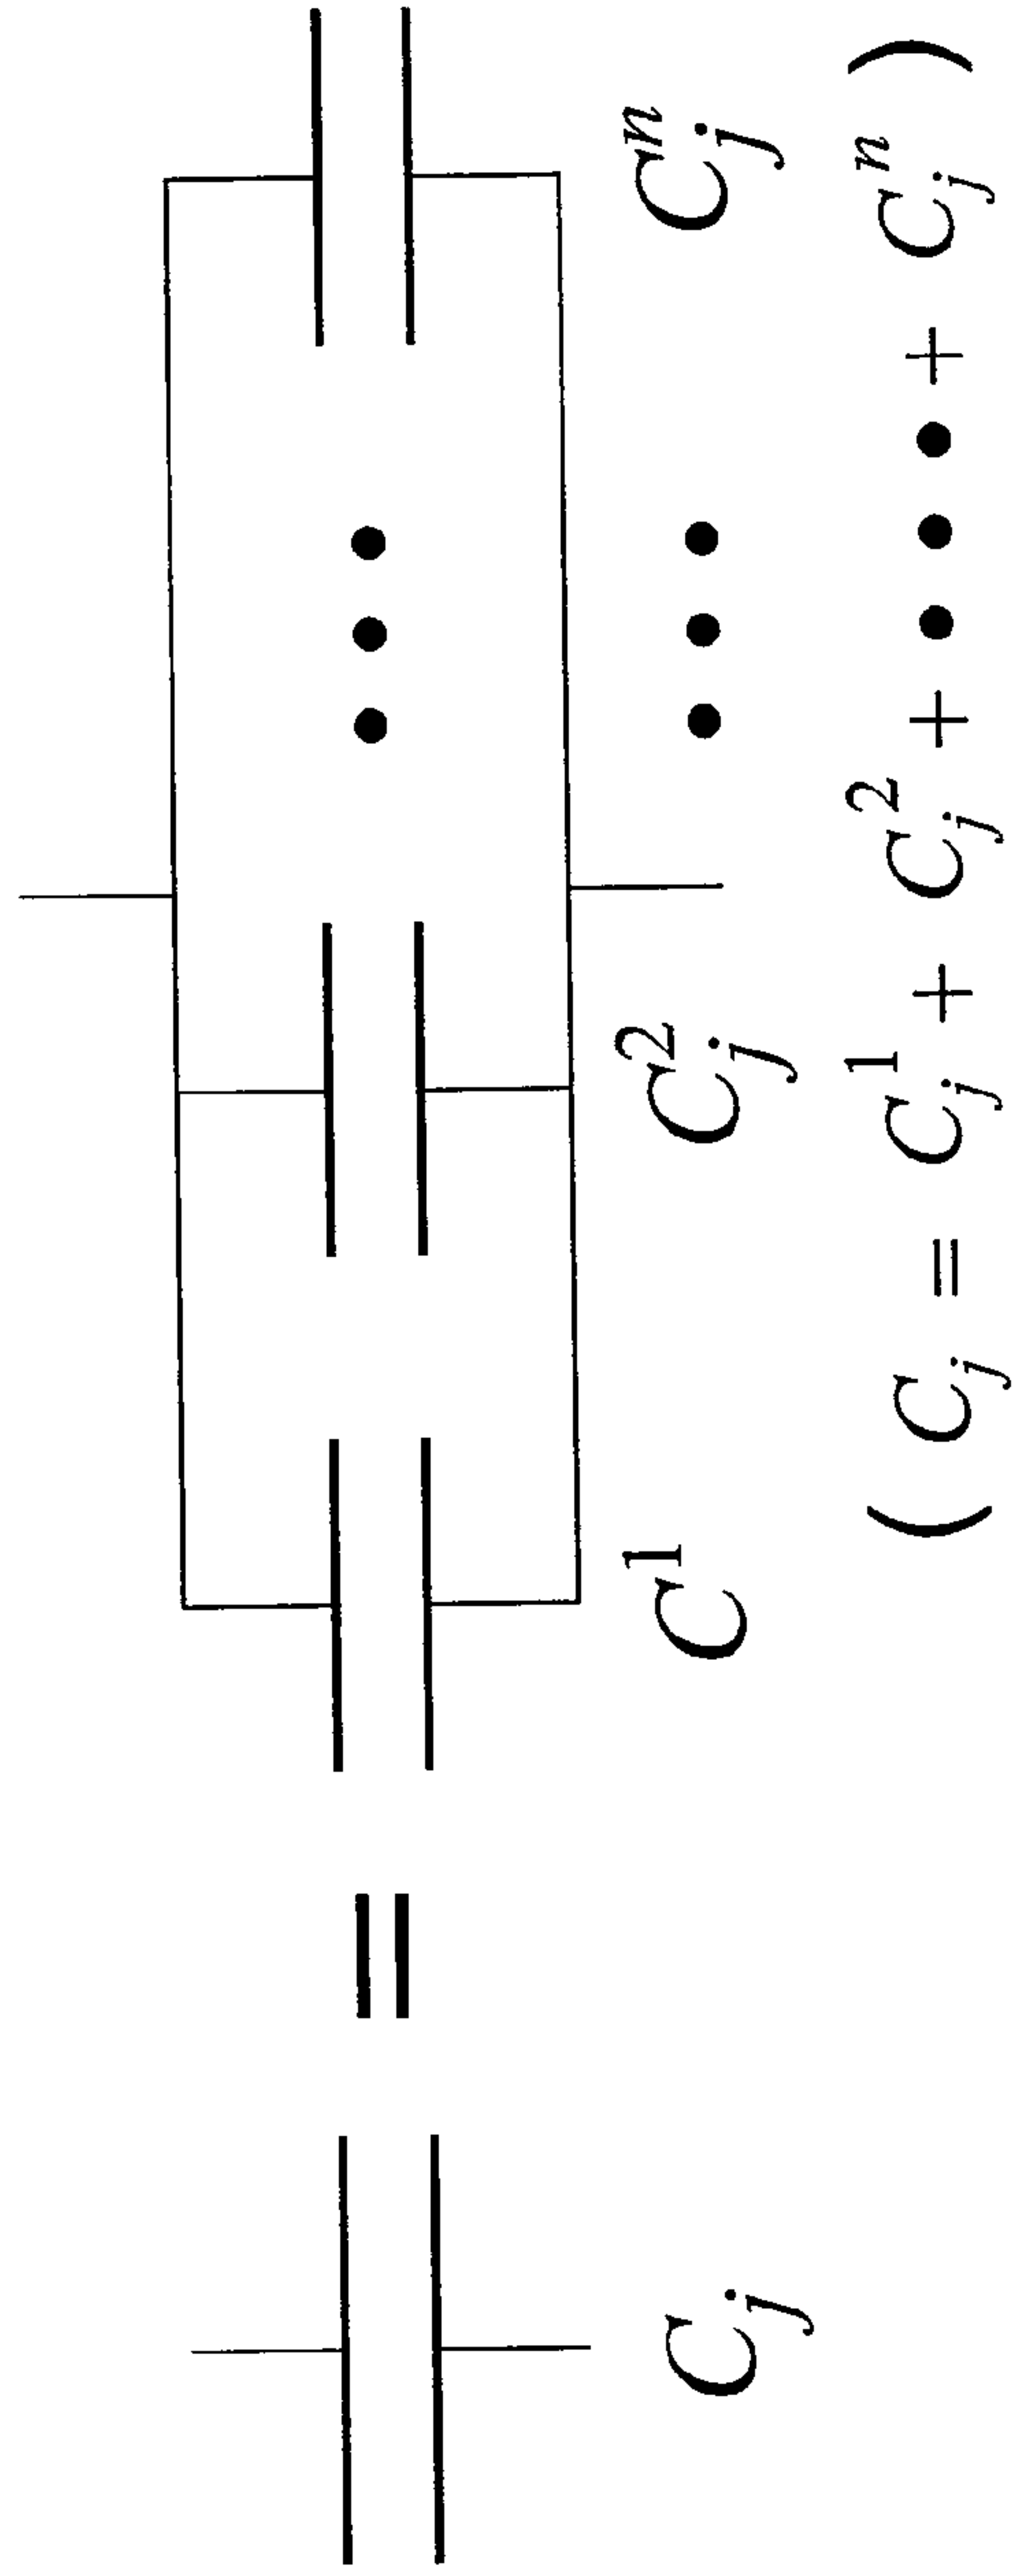 C_j = C^1 C_j^2 • • • C_j^n
( C_j = C_j^1 + C_j^2 + • • • + C_j^n )